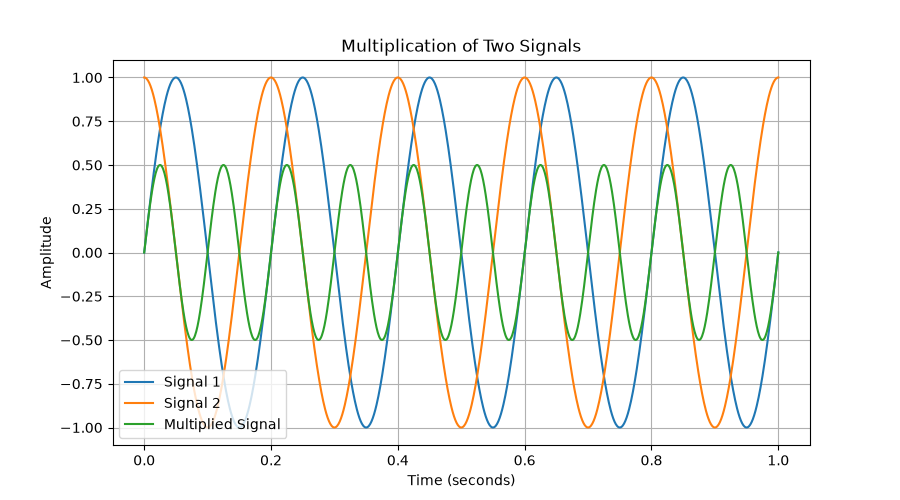 Multiplication of Two Signals
1.00
0.75
0.50
0.25
0.00
−0.25
−0.50
−0.75
−1.00
Amplitude
Signal 1
Signal 2
Multiplied Signal
0.0 0.2 0.4 0.6 0.8 1.0
Time (seconds)